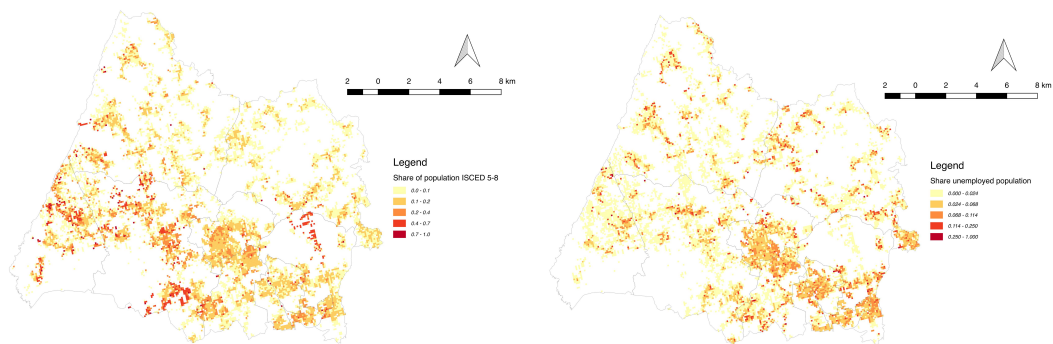 2 0 2 4 6 8 km
Legend
Share of population ISCED 5-8
0.0 - 0.1
0.1 - 0.2
0.2 - 0.4
0.4 - 0.7
0.7 - 1.0
2 0 2 4 6 8 km
Legend
Share unemployed population
0.000 - 0.024
0.024 - 0.068
0.068 - 0.114
0.114 - 0.250
0.250 - 1.000